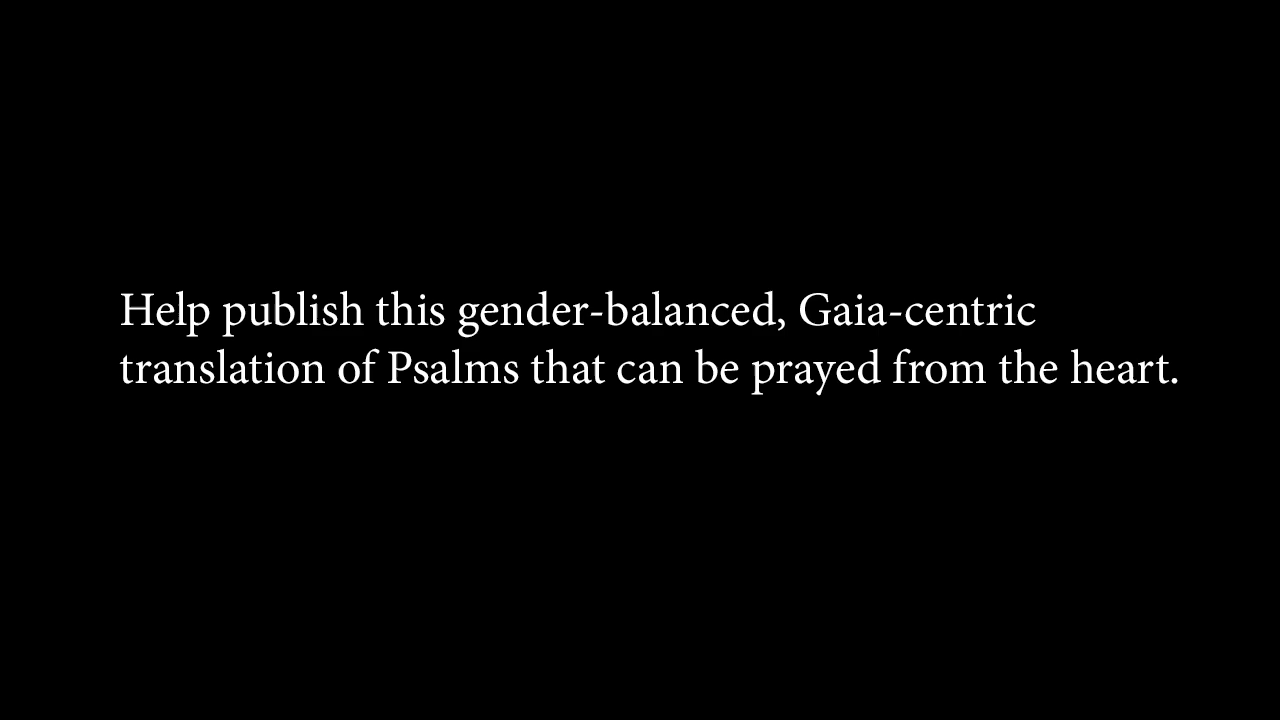 Help publish this gender-balanced, Gaia-centric
translation of Psalms that can be prayed from the heart.